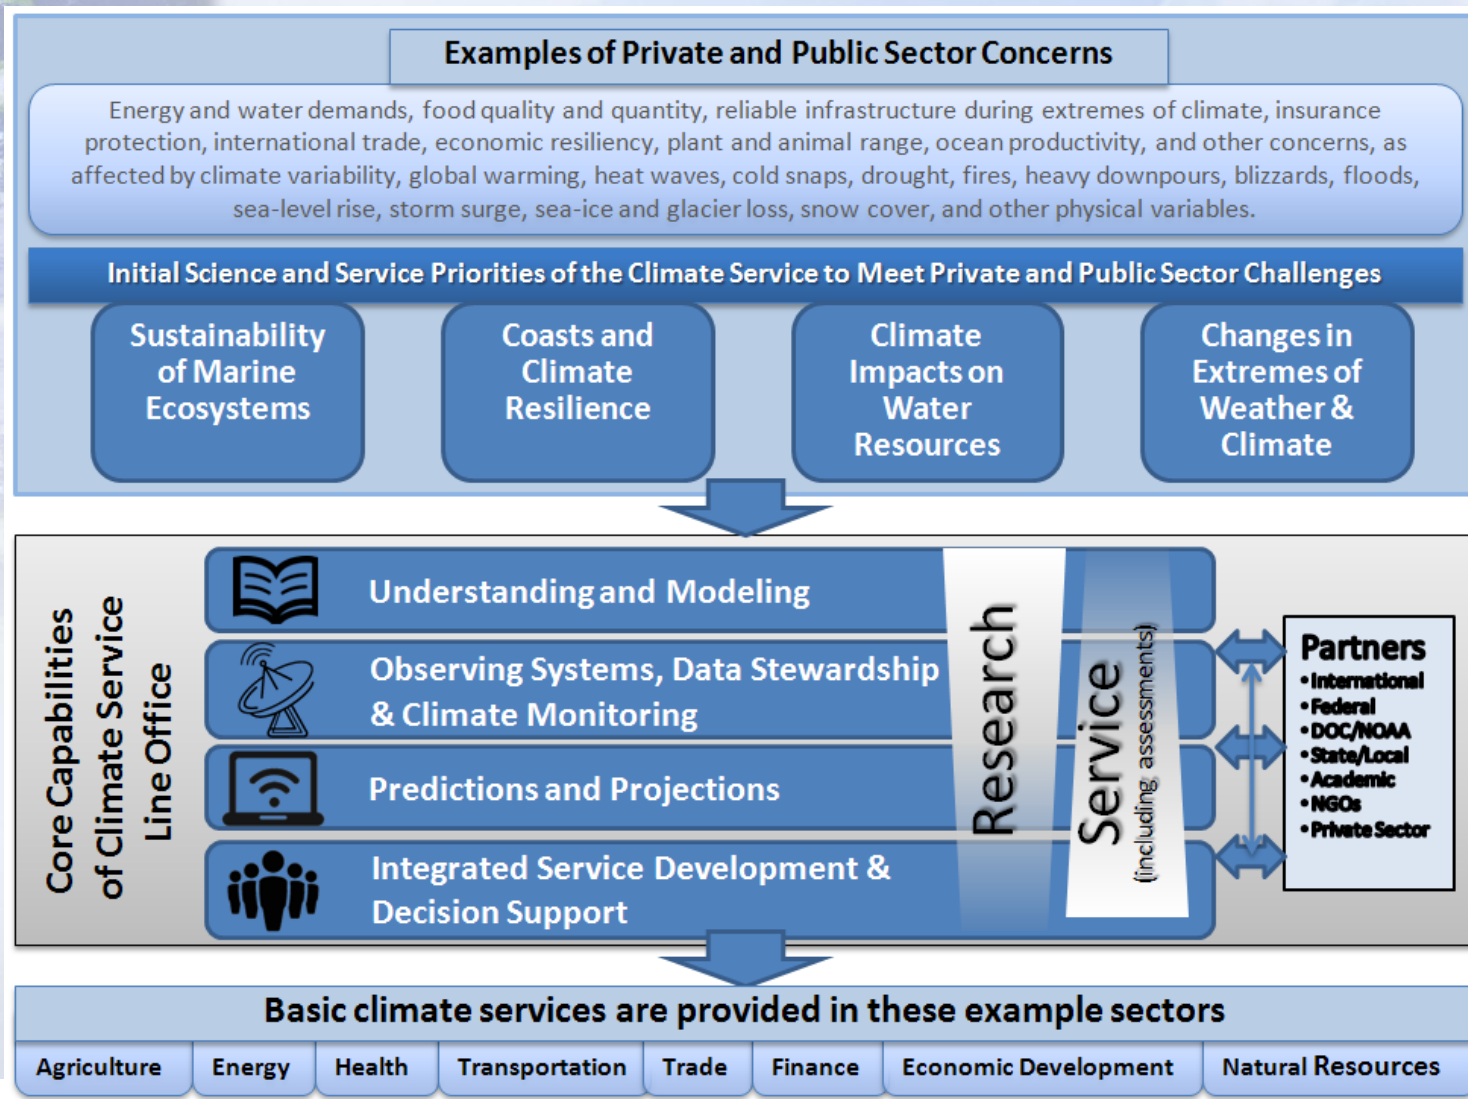 Examples of Private and Public Sector Concerns
Energy and water demands, food quality and quantity, reliable infrastructure during extremes of climate, insurance
protection, international trade, economic resiliency, plant and animal range, ocean productivity, and other concerns, as
affected by climate variability, global warming, heat waves, cold snaps, drought, fires, heavy downpours, blizzards, floods,
sea-level rise, storm surge, sea-ice and glacier loss, snow cover, and other physical variables.
Initial Science and Service Priorities of the Climate Service to Meet Private and Public Sector Challenges
Sustainability
of Marine
Ecosystems
Coasts and
Climate
Resilience
Climate
Impacts on
Water
Resources
Changes in
Extremes of
Weather &
Climate
Core Capabilities
of Climate Service
Line Office
Understanding and Modeling
Observing Systems, Data Stewardship
& Climate Monitoring
Predictions and Projections
Integrated Service Development &
Decision Support
Research
Service
(including assessments)
Partners
• International
• Federal
• DOC/NOAA
• State/Local
• Academic
• NGOs
• Private Sector
Basic climate services are provided in these example sectors
Agriculture
Energy
Health
Transportation
Trade
Finance
Economic Development
Natural Resources